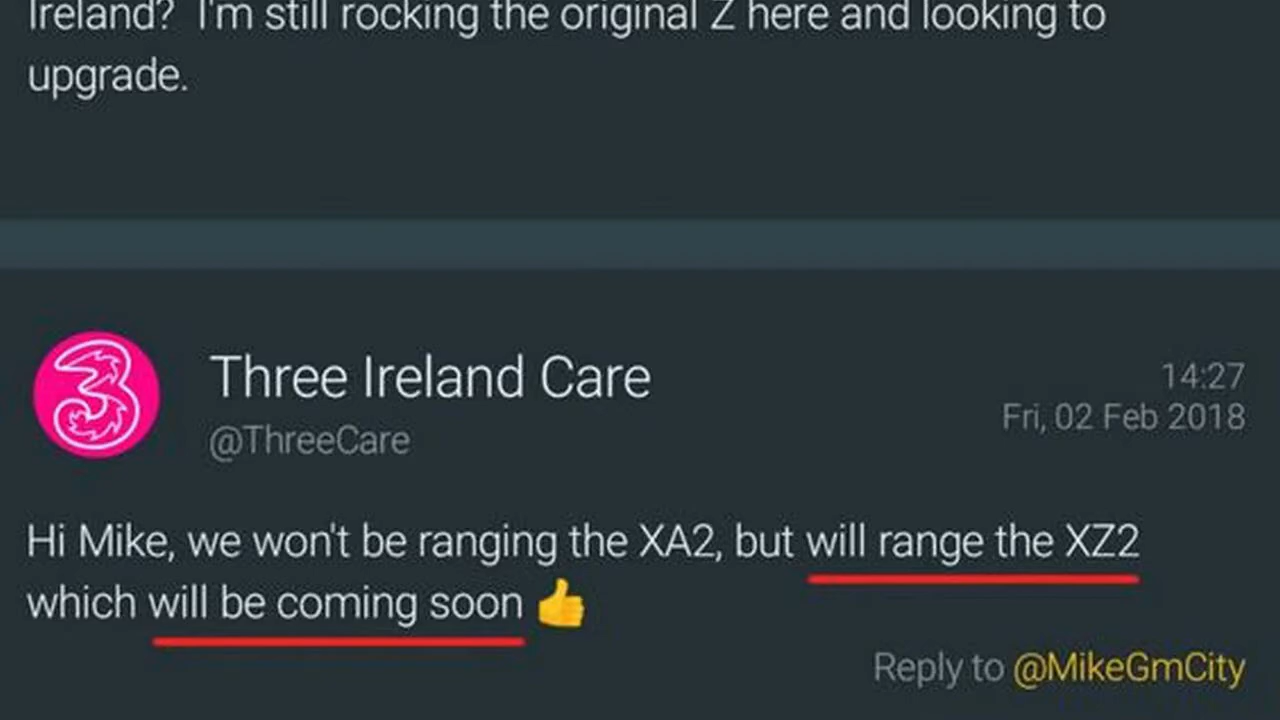 Ireland? I'm still rocking the original Z here and looking to
upgrade.
3
Three Ireland Care
14:27
@ThreeCare
Fri, 02 Feb 2018
Hi Mike, we won't be ranging the XA2, but will range the XZ2
which will be coming soon 👍
Reply to @MikeGmCity